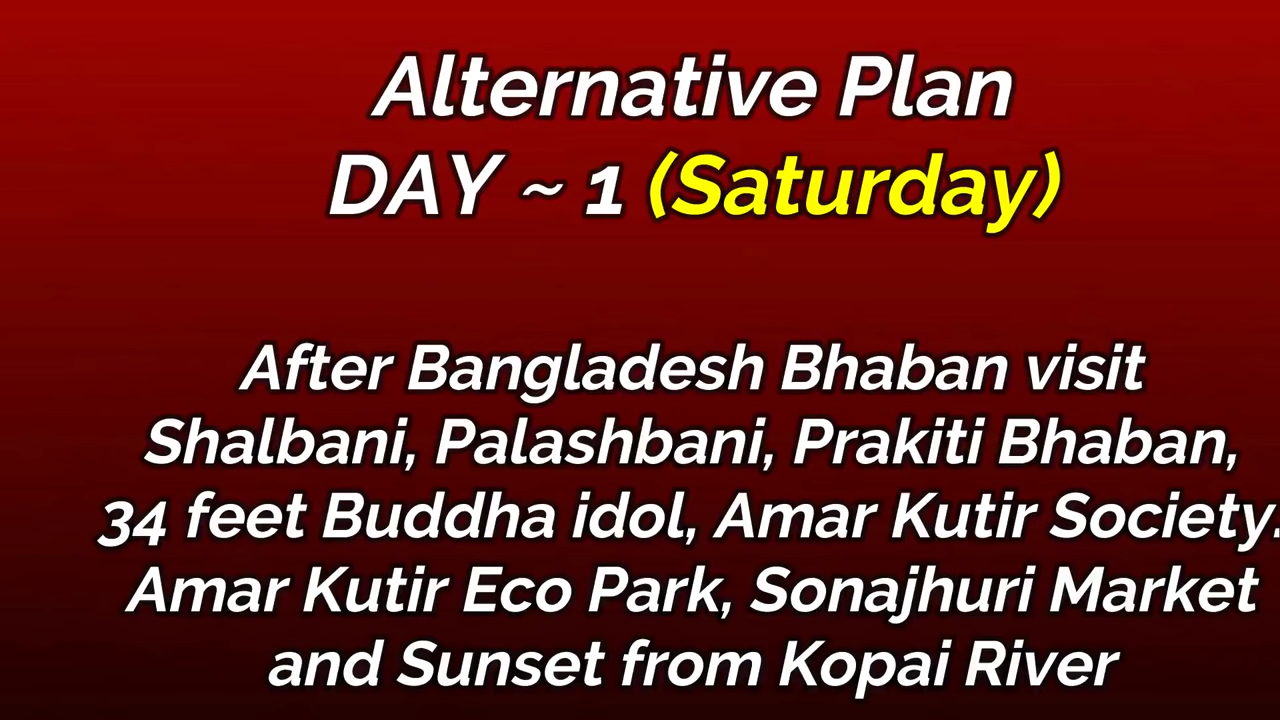 Alternative Plan
DAY ~ 1 (Saturday)
After Bangladesh Bhaban visit
Shalbani, Palashbani, Prakiti Bhaban,
34 feet Buddha idol, Amar Kutir Society,
Amar Kutir Eco Park, Sonajhuri Market
and Sunset from Kopai River